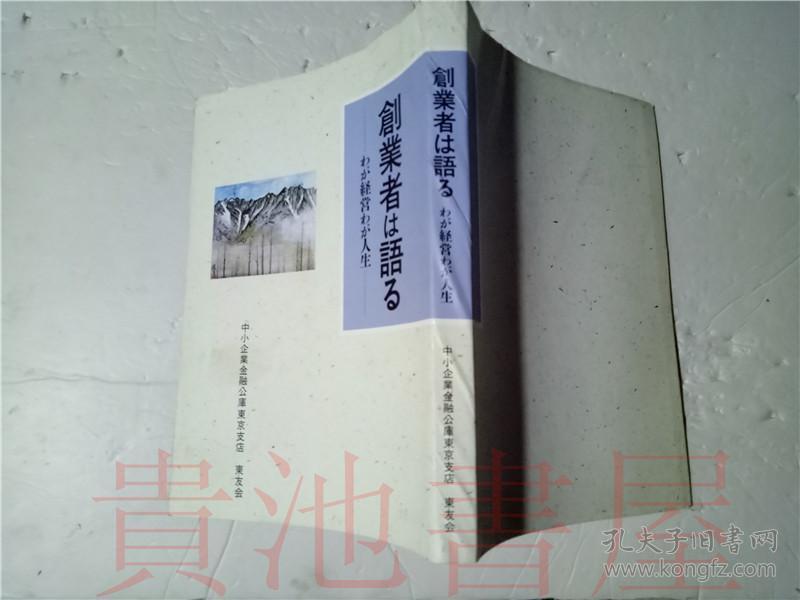 創業者は語る
わが経営わが人生
中小企業金融公庫東京支店　東友会
創業者は語る　わが経営わが人生
中小企業金融公庫東京支店　東友会
貴池書屋
孔夫子旧书网
www.kongfz.com